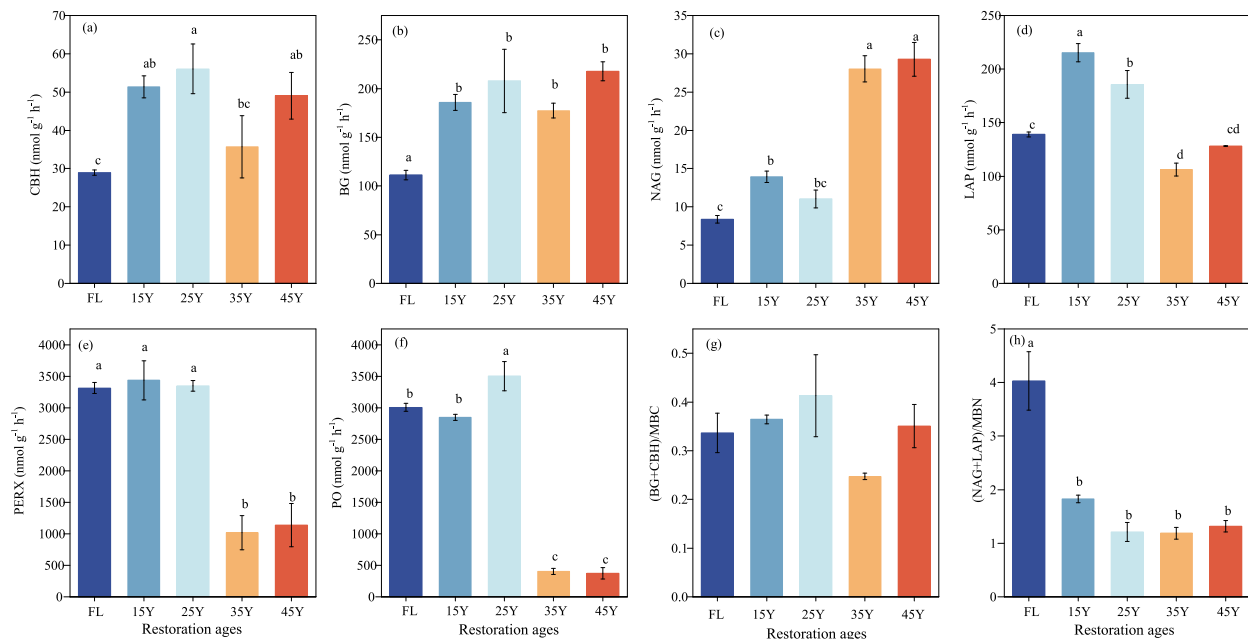 (a)
CBH (nmol g⁻¹ h⁻¹)
70
60
50
40
30
20
10
0
c
ab
a
bc
ab
FL 15Y 25Y 35Y 45Y
(b)
BG (nmol g⁻¹ h⁻¹)
250
200
150
100
50
0
a
b
b
b
b
FL 15Y 25Y 35Y 45Y
(c)
NAG (nmol g⁻¹ h⁻¹)
35
30
25
20
15
10
5
0
c
b
bc
a
a
FL 15Y 25Y 35Y 45Y
(d)
LAP (nmol g⁻¹ h⁻¹)
250
200
150
100
50
0
c
a
b
d
cd
FL 15Y 25Y 35Y 45Y
(e)
PERX (nmol g⁻¹ h⁻¹)
4000
3500
3000
2500
2000
1500
1000
500
0
a
a
a
b
b
FL 15Y 25Y 35Y 45Y
Restoration ages
(f)
PO (nmol g⁻¹ h⁻¹)
4000
3500
3000
2500
2000
1500
1000
500
0
b
b
a
c
c
FL 15Y 25Y 35Y 45Y
Restoration ages
(g)
(BG+CBH)/MBC
0.5
0.4
0.3
0.2
0.1
0.0
FL 15Y 25Y 35Y 45Y
Restoration ages
(h)
(NAG+LAP)/MBN
5
4
3
2
1
0
a
b
b
b
b
FL 15Y 25Y 35Y 45Y
Restoration ages